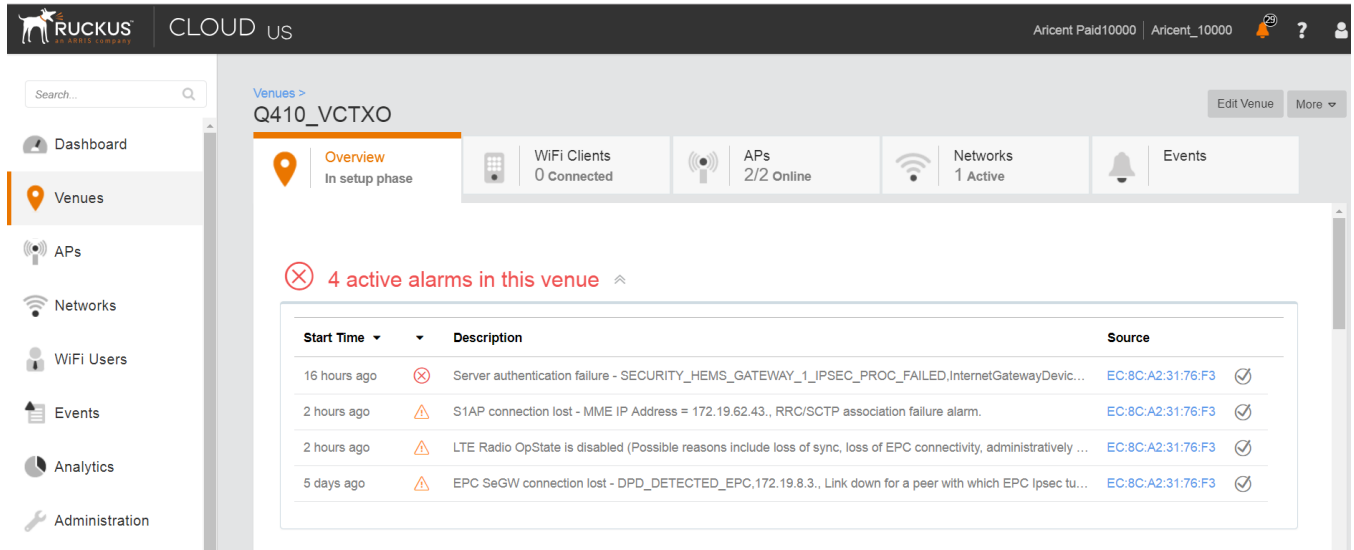 RUCKUS
an ARRIS company
CLOUD US
Aricent Paid10000 Aricent_10000 29 ?
Search...
Dashboard
Venues
APs
Networks
WiFi Users
Events
Analytics
Administration
Venues >
Q410_VCTXO
Edit Venue
More
Overview
In setup phase
WiFi Clients
0 Connected
APs
2/2 Online
Networks
1 Active
Events
4 active alarms in this venue
Start Time Description Source
16 hours ago Server authentication failure - SECURITY_HEMS_GATEWAY_1_IPSEC_PROC_FAILED,InternetGatewayDevic... EC:8C:A2:31:76:F3
2 hours ago S1AP connection lost - MME IP Address = 172.19.62.43., RRC/SCTP association failure alarm. EC:8C:A2:31:76:F3
2 hours ago LTE Radio OpState is disabled (Possible reasons include loss of sync, loss of EPC connectivity, administratively ... EC:8C:A2:31:76:F3
5 days ago EPC SeGW connection lost - DPD_DETECTED_EPC,172.19.8.3., Link down for a peer with which EPC Ipsec tu... EC:8C:A2:31:76:F3